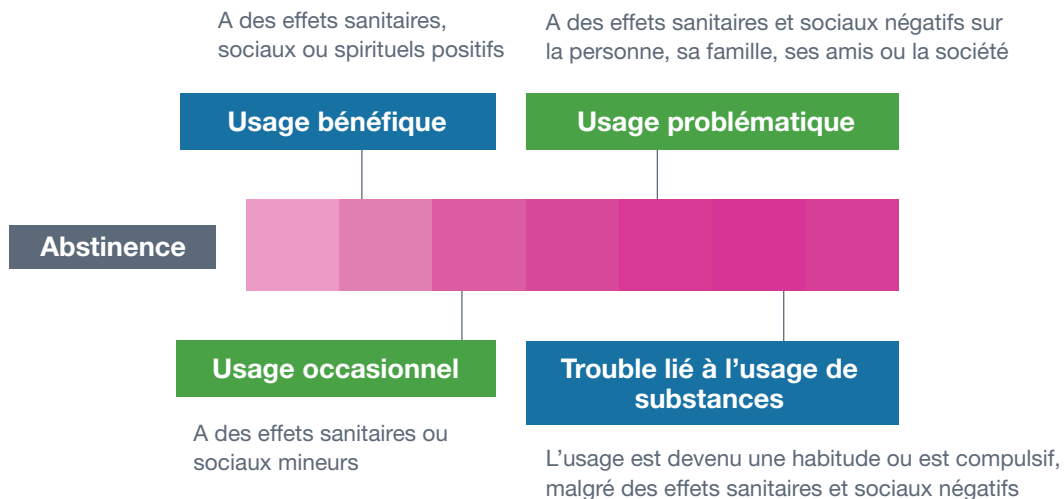 A des effets sanitaires,
sociaux ou spirituels positifs
A des effets sanitaires et sociaux négatifs sur
la personne, sa famille, ses amis ou la société
Usage bénéfique
Usage problématique
Abstinence
Usage occasionnel
Trouble lié à l’usage de
substances
A des effets sanitaires ou
sociaux mineurs
L’usage est devenu une habitude ou est compulsif,
malgré des effets sanitaires et sociaux négatifs